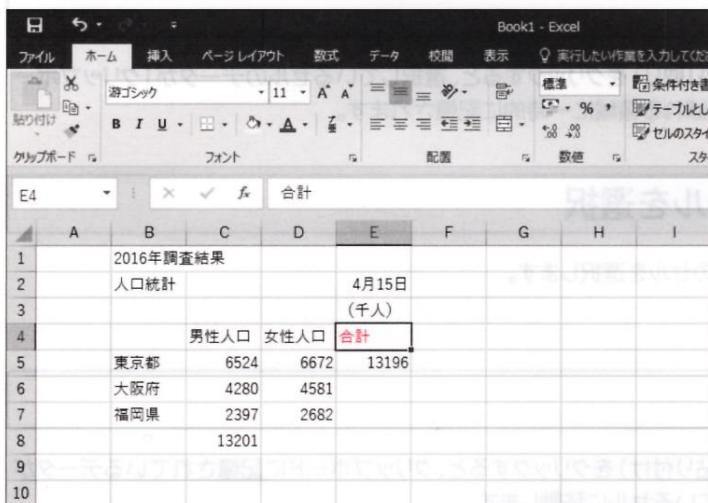 Book1 - Excel
ファイル ホーム 挿入 ページ レイアウト 数式 データ 校閲 表示 実行したい作業を入力してくだ
貼り付け 游ゴシック 11 A A 標準 条件付き書
B I U A % , テーブルとし
セルのスタイ
クリップボード フォント 配置 数値 スタ
E4 fx 合計
A B C D E F G H I
1 2016年調査結果
2 人口統計 4月15日
3 (千人)
4 男性人口 女性人口 合計
5 東京都 6524 6672 13196
6 大阪府 4280 4581
7 福岡県 2397 2682
8 13201
9
10